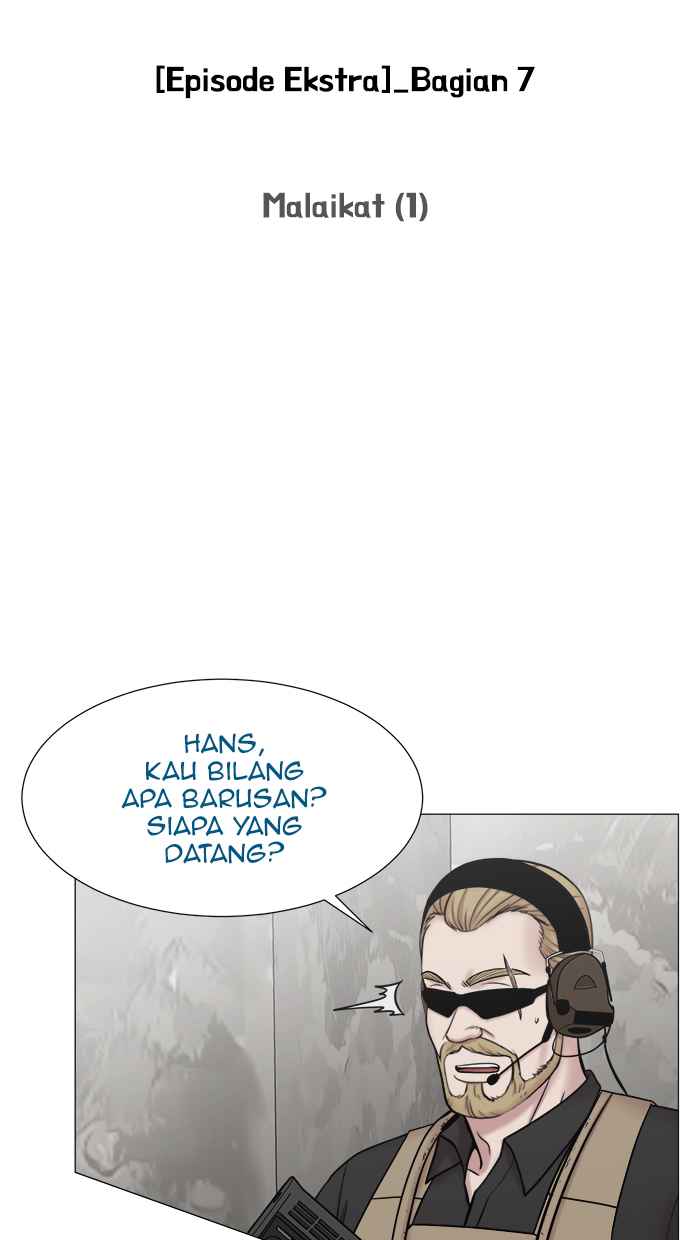 [Episode Ekstra]_Bagian 7
Malaikat (1)
HANS,
KAU BILANG
APA BARUSAN?
SIAPA YANG
DATANG?